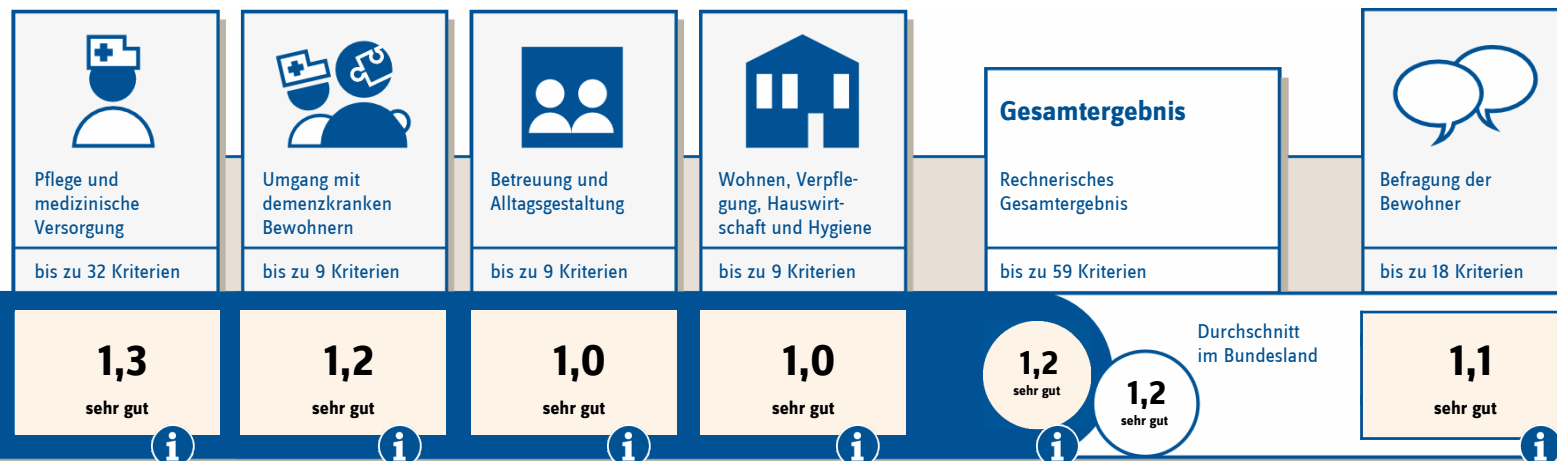 Pflege und
medizinische
Versorgung
bis zu 32 Kriterien
1,3
sehr gut
i
Umgang mit
demenzkranken
Bewohnern
bis zu 9 Kriterien
1,2
sehr gut
i
Betreuung und
Alltagsgestaltung
bis zu 9 Kriterien
1,0
sehr gut
i
Wohnen, Verpfle-
gung, Hauswirt-
schaft und Hygiene
bis zu 9 Kriterien
1,0
sehr gut
i
Gesamtergebnis
Rechnerisches
Gesamtergebnis
bis zu 59 Kriterien
1,2
sehr gut
i
Durchschnitt
im Bundesland
1,2
sehr gut
Befragung der
Bewohner
bis zu 18 Kriterien
1,1
sehr gut
i